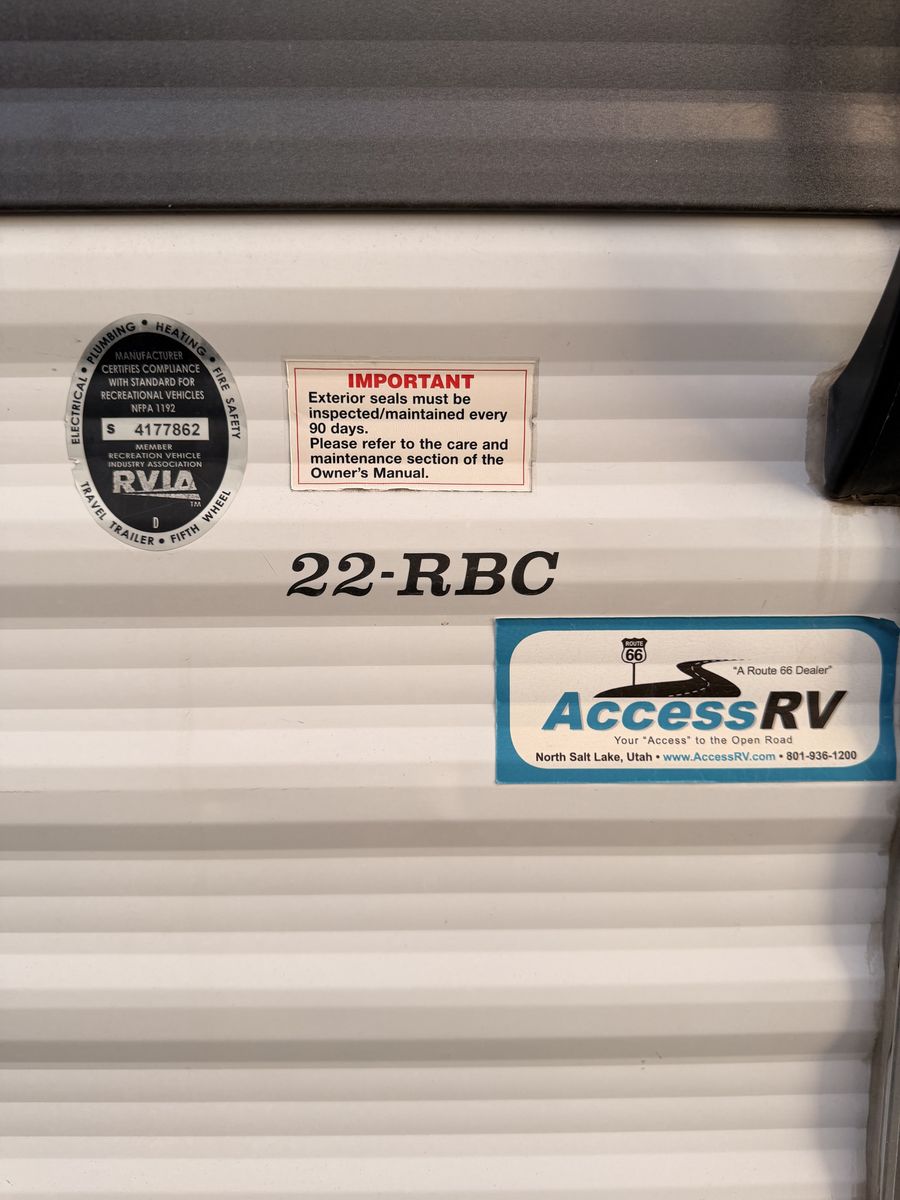 ELECTRICAL • PLUMBING • HEATING • FIRE SAFETY
MANUFACTURER
CERTIFIES COMPLIANCE
WITH STANDARD FOR
RECREATIONAL VEHICLES
NFPA 1192
S 4177862
MEMBER
RECREATION VEHICLE
INDUSTRY ASSOCIATION
RVIA
TM
D
TRAVEL TRAILER • FIFTH WHEEL
IMPORTANT
Exterior seals must be
inspected/maintained every
90 days.
Please refer to the care and
maintenance section of the
Owner's Manual.
22-RBC
ROUTE
66
"A Route 66 Dealer"
AccessRV
Your "Access" to the Open Road
North Salt Lake, Utah • www.AccessRV.com • 801-936-1200